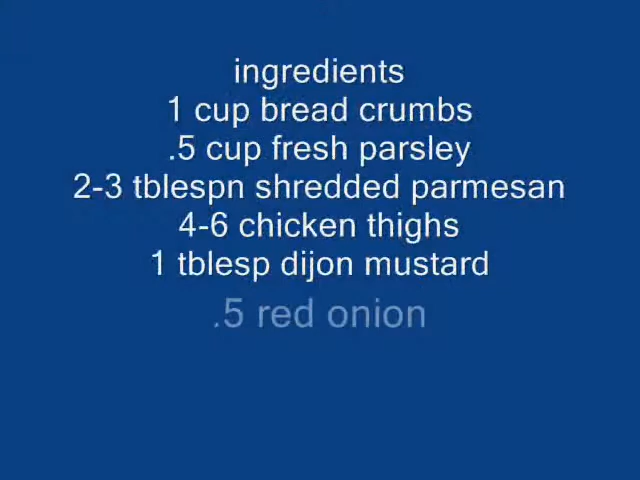 ingredients
1 cup bread crumbs
.5 cup fresh parsley
2-3 tblespn shredded parmesan
4-6 chicken thighs
1 tblesp dijon mustard
.5 red onion